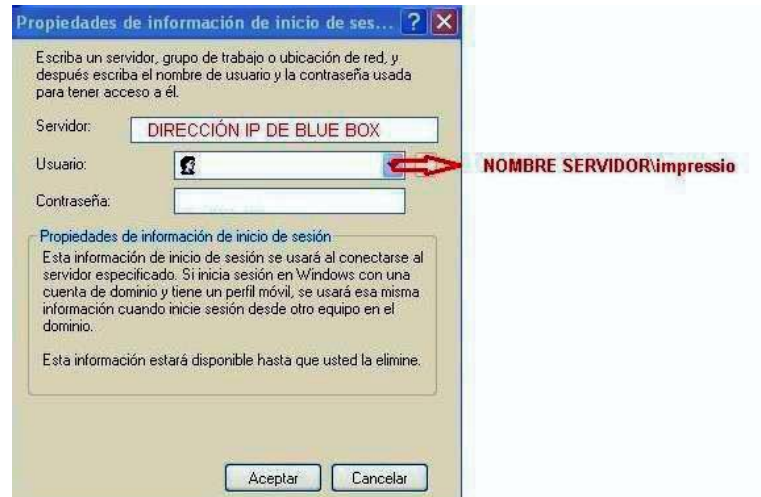 Propiedades de información de inicio de ses...
Escriba un servidor, grupo de trabajo o ubicación de red, y
después escriba el nombre de usuario y la contraseña usada
para tener acceso a él.
Servidor: DIRECCIÓN IP DE BLUE BOX
Usuario: NOMBRE SERVIDOR\impressio
Contraseña:
Propiedades de información de inicio de sesión
Esta información de inicio de sesión se usará al conectarse al
servidor especificado. Si inicia sesión en Windows con una
cuenta de dominio y tiene un perfil móvil, se usará esa misma
información cuando inicie sesión desde otro equipo en el
dominio.
Esta información estará disponible hasta que usted la elimine.
Aceptar Cancelar